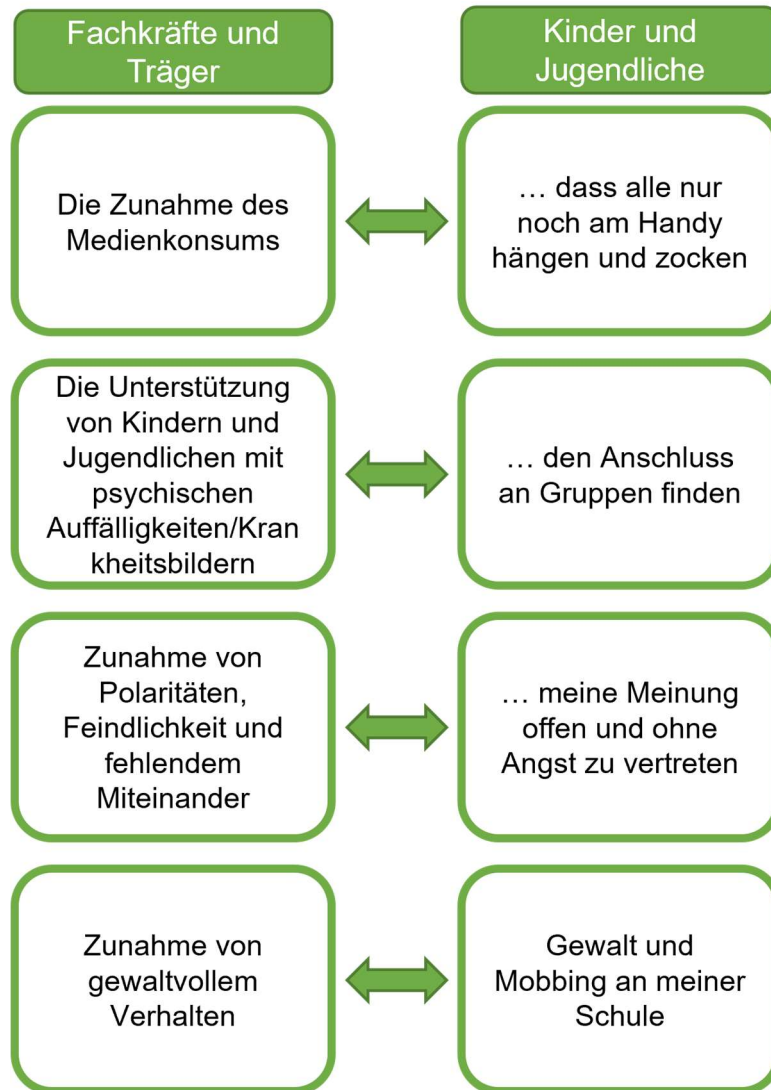 Fachkräfte und
Träger
Kinder und
Jugendliche
Die Zunahme des
Medienkonsums
… dass alle nur
noch am Handy
hängen und zocken
Die Unterstützung
von Kindern und
Jugendlichen mit
psychischen
Auffälligkeiten/Kran
kheitsbildern
… den Anschluss
an Gruppen finden
Zunahme von
Polaritäten,
Feindlichkeit und
fehlendem
Miteinander
… meine Meinung
offen und ohne
Angst zu vertreten
Zunahme von
gewaltvollem
Verhalten
Gewalt und
Mobbing an meiner
Schule